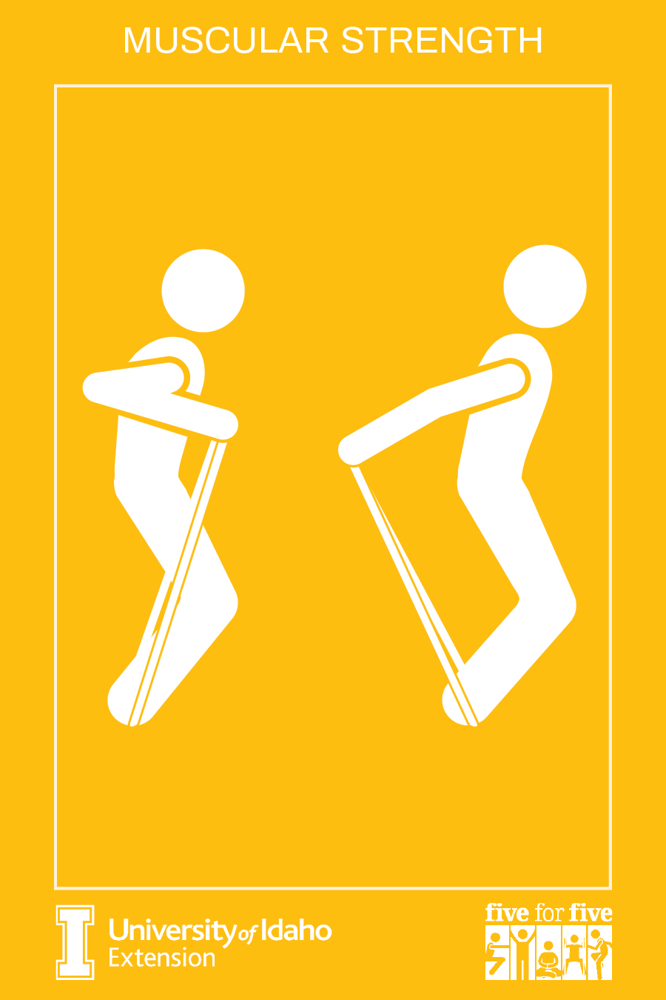 MUSCULAR STRENGTH
I
University of Idaho
Extension
five for five